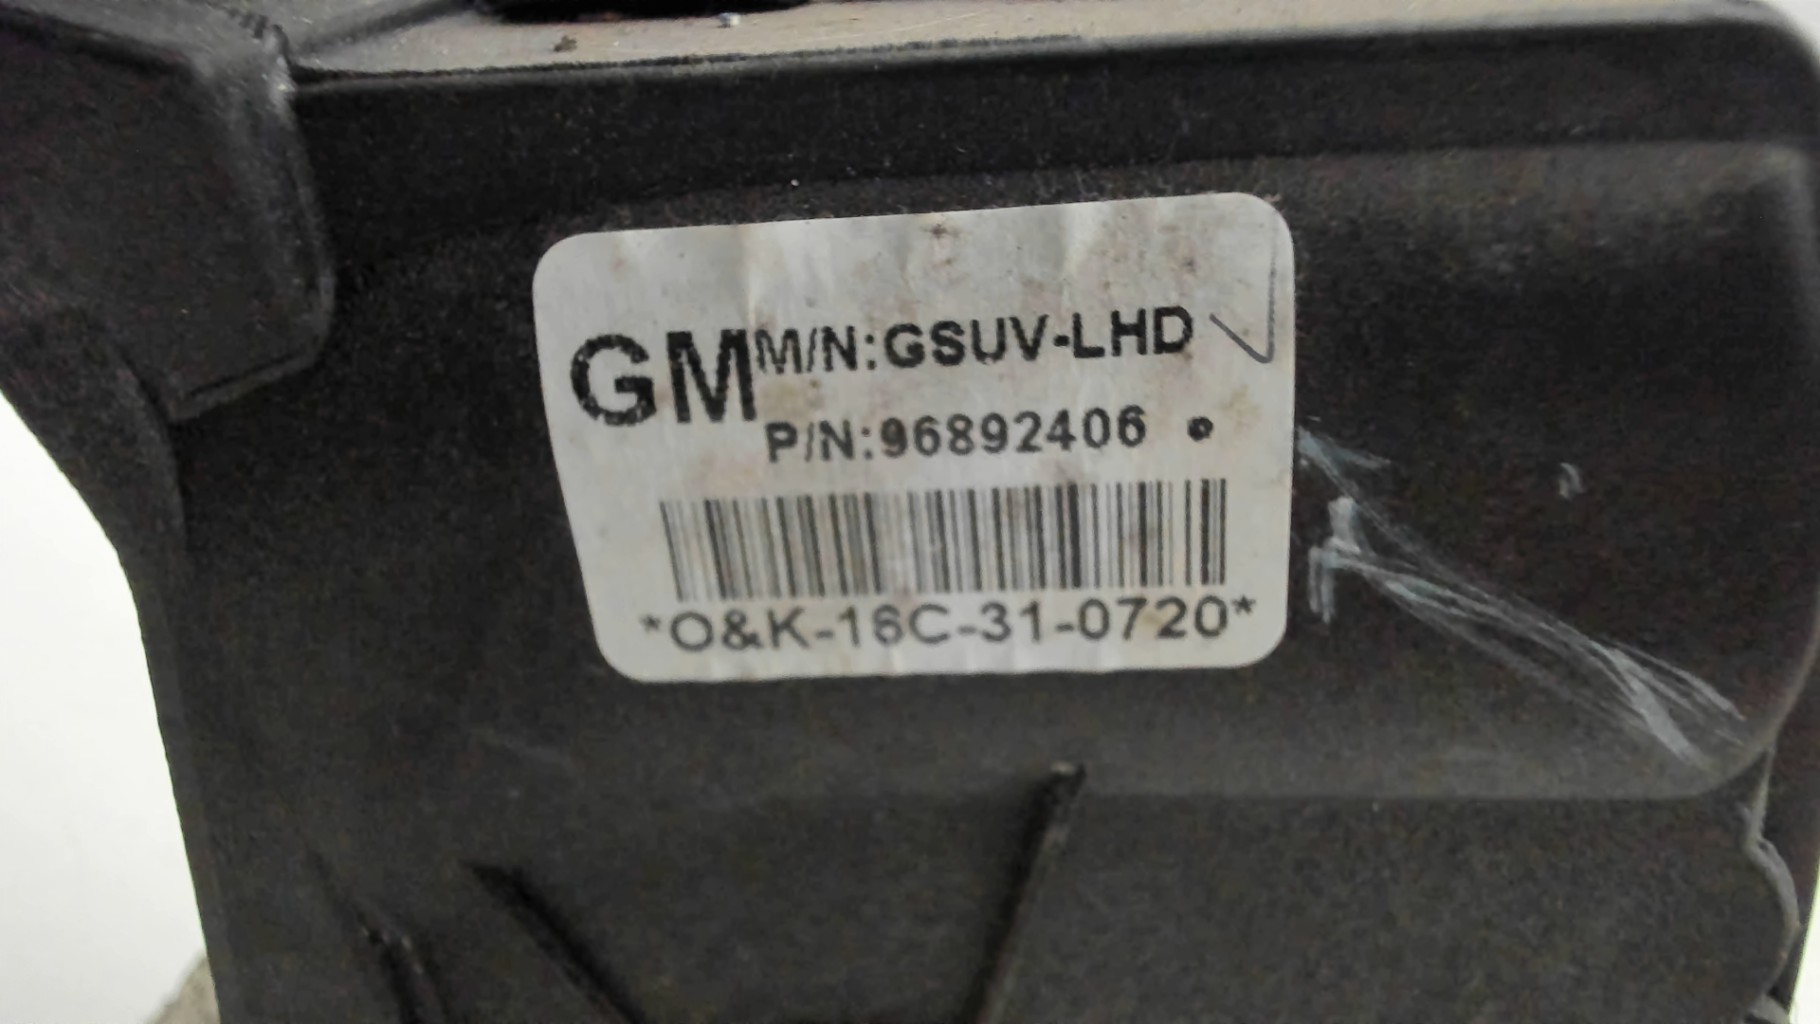 GM M/N:GSUV-LHD
P/N:96892406
*O&K-16C-31-0720*